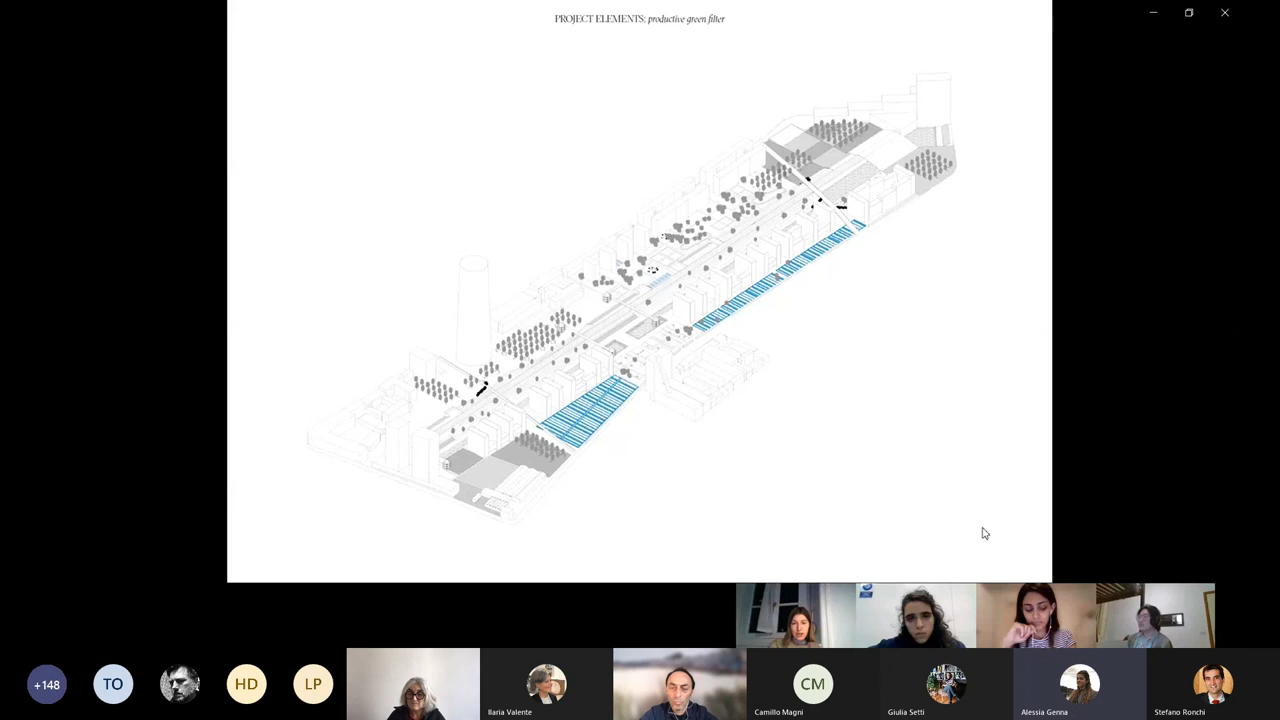 PROJECT ELEMENTS: productive green filter
+148
TO
HD
LP
CM
Ilaria Valente
Camillo Magni
Giulia Setti
Alessia Genna
Stefano Ronchi